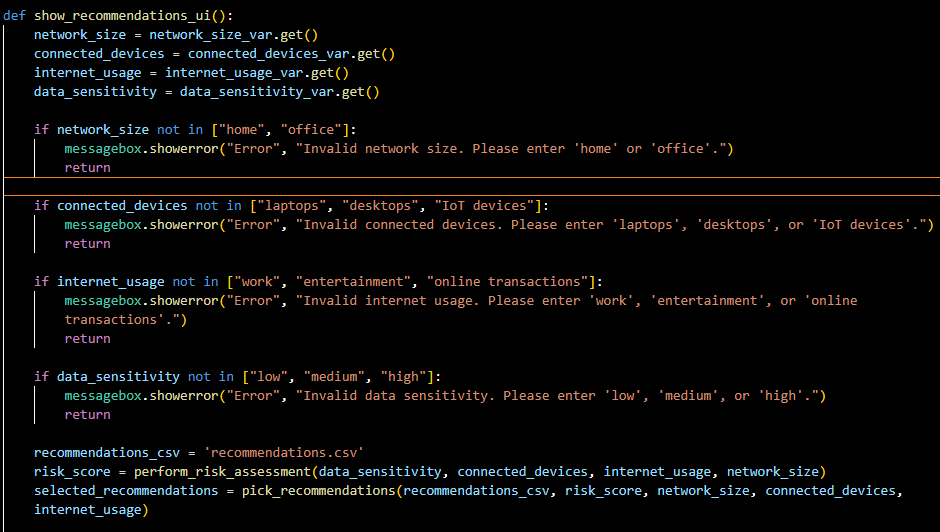 def show_recommendations_ui():
    network_size = network_size_var.get()
    connected_devices = connected_devices_var.get()
    internet_usage = internet_usage_var.get()
    data_sensitivity = data_sensitivity_var.get()

    if network_size not in ["home", "office"]:
        messagebox.showerror("Error", "Invalid network size. Please enter 'home' or 'office'.")
        return

    if connected_devices not in ["laptops", "desktops", "IoT devices"]:
        messagebox.showerror("Error", "Invalid connected devices. Please enter 'laptops', 'desktops', or 'IoT devices'.")
        return

    if internet_usage not in ["work", "entertainment", "online transactions"]:
        messagebox.showerror("Error", "Invalid internet usage. Please enter 'work', 'entertainment', or 'online
        transactions'.")
        return

    if data_sensitivity not in ["low", "medium", "high"]:
        messagebox.showerror("Error", "Invalid data sensitivity. Please enter 'low', 'medium', or 'high'.")
        return

    recommendations_csv = 'recommendations.csv'
    risk_score = perform_risk_assessment(data_sensitivity, connected_devices, internet_usage, network_size)
    selected_recommendations = pick_recommendations(recommendations_csv, risk_score, network_size, connected_devices,
    internet_usage)